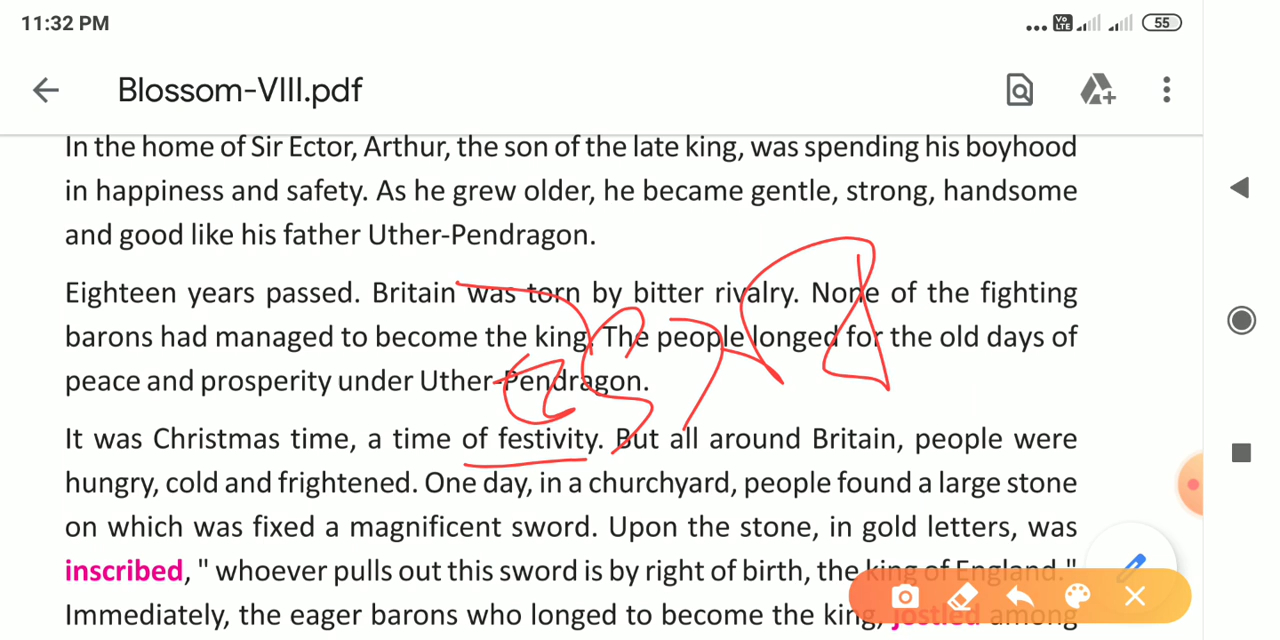 11:32 PM
Vo LTE
55
Blossom-VIII.pdf
In the home of Sir Ector, Arthur, the son of the late king, was spending his boyhood
in happiness and safety. As he grew older, he became gentle, strong, handsome
and good like his father Uther-Pendragon.
Eighteen years passed. Britain was torn by bitter rivalry. None of the fighting
barons had managed to become the king. The people longed for the old days of
peace and prosperity under Uther-Pendragon.
It was Christmas time, a time of festivity. But all around Britain, people were
hungry, cold and frightened. One day, in a churchyard, people found a large stone
on which was fixed a magnificent sword. Upon the stone, in gold letters, was
inscribed, " whoever pulls out this sword is by right of birth, the king of England."
Immediately, the eager barons who longed to become the king, jostled among